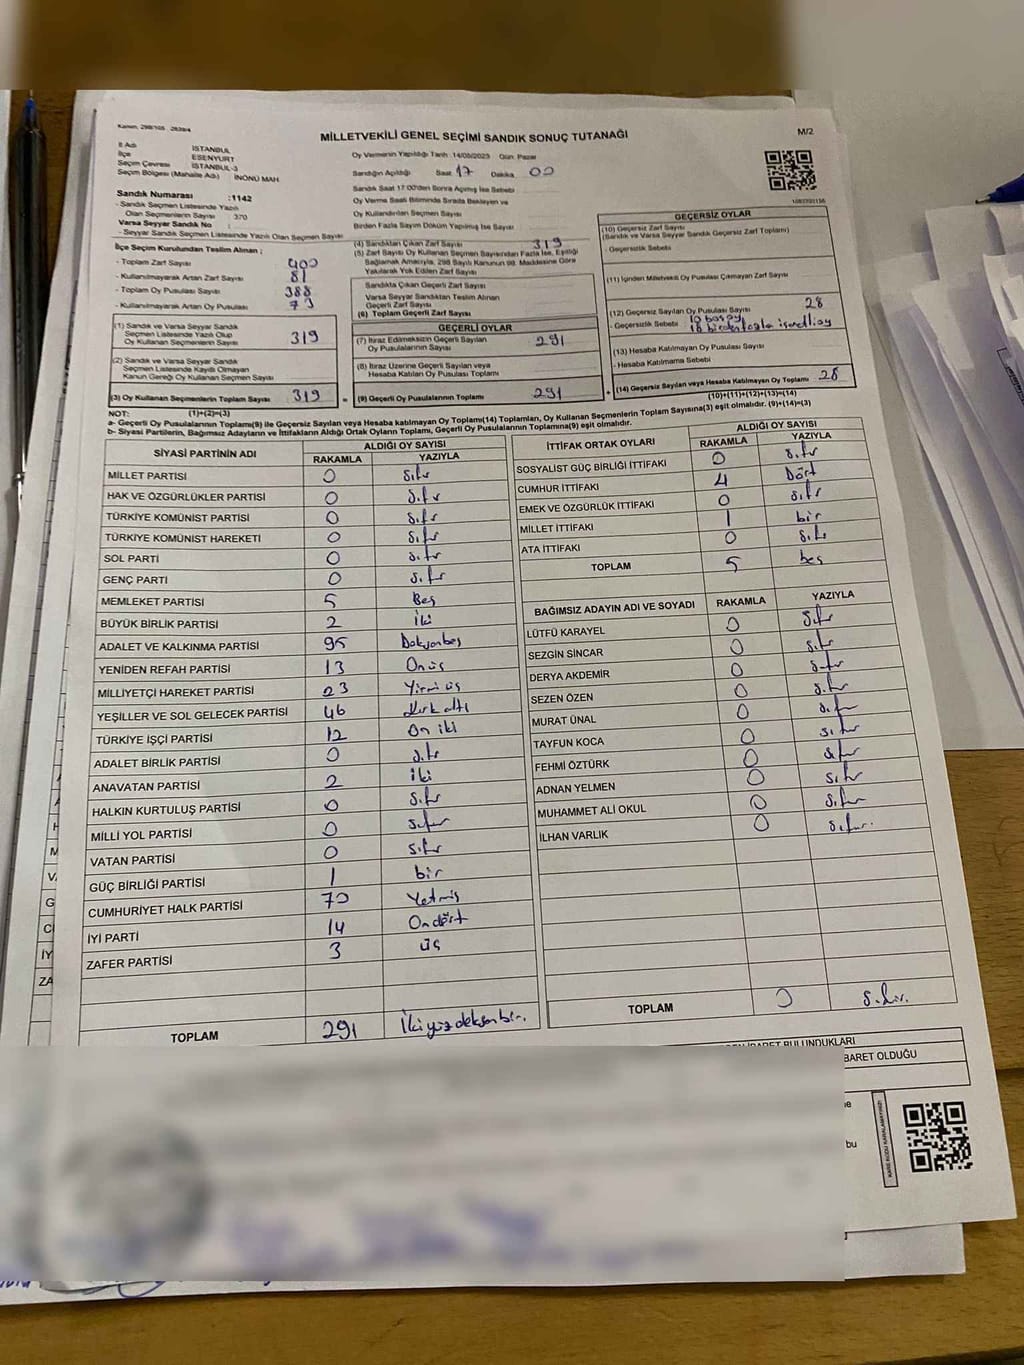 Kanun: 298/105 2839/4
MİLLETVEKİLİ GENEL SEÇİMİ SANDIK SONUÇ TUTANAĞI
M/2
İl Adı İSTANBUL
İlçe ESENYURT
Seçim Çevresi İSTANBUL-3
Seçim Bölgesi (Mahalle Adı) İNÖNÜ MAH.
Oy Vermenin Yapıldığı Tarih :14/05/2023 Gün: Pazar
Sandığın Açıldığı Saat 17 Dakika 00
Sandık Saat 17:00'den Sonra Açılmış İse Sebebi
Oy Verme Saati Bitiminde Sırada Bekleyen ve
Oy Kullandırılan Seçmen Sayısı
Birden Fazla Sayım Döküm Yapılmış İse Sayısı
Sandık Numarası :1142
- Sandık Seçmen Listesinde Yazılı
Olan Seçmenlerin Sayısı : 370
Varsa Seyyar Sandık No :
- Seyyar Sandık Seçmen Listesinde Yazılı Olan Seçmen Sayısı
İlçe Seçim Kurulundan Teslim Alınan ;
- Toplam Zarf Sayısı 400
- Kullanılmayarak Artan Zarf Sayısı 81
- Toplam Oy Pusulası Sayısı 388
- Kullanılmayarak Artan Oy Pusulası 73
(1) Sandık ve Varsa Seyyar Sandık
Seçmen Listesinde Yazılı Olup
Oy Kullanan Seçmenlerin Sayısı 319
(2) Sandık ve Varsa Seyyar Sandık
Seçmen Listesinde Kaydı Olmayan
Kanun Gereği Oy Kullanan Seçmen Sayısı
(3) Oy Kullanan Seçmenlerin Toplam Sayısı 319 =
(4) Sandıktan Çıkan Zarf Sayısı 319
(5) Zarf Sayısı Oy Kullanan Seçmen Sayısından Fazla İse, Eşitliği
Sağlamak Amacıyla, 298 Sayılı Kanunun 98. Maddesine Göre
Yakılarak Yok Edilen Zarf Sayısı
Sandıkta Çıkan Geçerli Zarf Sayısı
Varsa Seyyar Sandıktan Teslim Alınan
Geçerli Zarf Sayısı
(6) Toplam Geçerli Zarf Sayısı
GEÇERLİ OYLAR
(7) İtiraz Edilmeksizin Geçerli Sayılan
Oy Pusulalarının Sayısı 291
(8) İtiraz Üzerine Geçerli Sayılan veya
Hesaba Katılan Oy Pusulası Toplamı
(9) Geçerli Oy Pusulalarının Toplamı 291 +
GEÇERSİZ OYLAR
(10) Geçersiz Zarf Sayısı
(Sandık ve Varsa Seyyar Sandık Geçersiz Zarf Toplamı)
- Geçersizlik Sebebi
(11) İçinden Milletvekili Oy Pusulası Çıkmayan Zarf Sayısı
(12) Geçersiz Sayılan Oy Pusulası Sayısı 28
- Geçersizlik Sebebi 10 boş oy
18 birden fazla işaretli oy
(13) Hesaba Katılmayan Oy Pusulası Sayısı
- Hesaba Katılmama Sebebi
(14) Geçersiz Sayılan veya Hesaba Katılmayan Oy Toplamı 28
(10)+(11)+(12)+(13)=(14)
NOT: (1)+(2)=(3)
a- Geçerli Oy Pusulalarının Toplamı(9) ile Geçersiz Sayılan veya Hesaba katılmayan Oy Toplamı(14) Toplamları, Oy Kullanan Seçmenlerin Toplam Sayısına(3) eşit olmalıdır. (9)+(14)=(3)
b- Siyasi Partilerin, Bağımsız Adayların ve İttifakların Aldığı Ortak Oyların Toplamı, Geçerli Oy Pusulalarının Toplamına(9) eşit olmalıdır.
SİYASİ PARTİNİN ADI ALDIĞI OY SAYISI
RAKAMLA YAZIYLA
MİLLET PARTİSİ 0 sıfır
HAK VE ÖZGÜRLÜKLER PARTİSİ 0 sıfır
TÜRKİYE KOMÜNİST PARTİSİ 0 sıfır
TÜRKİYE KOMÜNİST HAREKETİ 0 sıfır
SOL PARTİ 0 sıfır
GENÇ PARTİ 0 sıfır
MEMLEKET PARTİSİ 5 Beş
BÜYÜK BİRLİK PARTİSİ 2 İki
ADALET VE KALKINMA PARTİSİ 95 Doksanbeş
YENİDEN REFAH PARTİSİ 13 Onüç
MİLLİYETÇİ HAREKET PARTİSİ 23 Yirmi üç
YEŞİLLER VE SOL GELECEK PARTİSİ 46 Kırk altı
TÜRKİYE İŞÇİ PARTİSİ 12 On iki
ADALET BİRLİK PARTİSİ 0 sıfır
ANAVATAN PARTİSİ 2 İki
HALKIN KURTULUŞ PARTİSİ 0 sıfır
MİLLİ YOL PARTİSİ 0 sıfır
VATAN PARTİSİ 0 sıfır
GÜÇ BİRLİĞİ PARTİSİ 1 bir
CUMHURİYET HALK PARTİSİ 70 Yetmiş
İYİ PARTİ 14 Ondört
ZAFER PARTİSİ 3 üç
TOPLAM 291 İkiyüzdoksanbir.
İTTİFAK ORTAK OYLARI ALDIĞI OY SAYISI
RAKAMLA YAZIYLA
SOSYALİST GÜÇ BİRLİĞİ İTTİFAKI 0 sıfır
CUMHUR İTTİFAKI 4 Dört
EMEK VE ÖZGÜRLÜK İTTİFAKI 0 sıfır
MİLLET İTTİFAKI 1 bir
ATA İTTİFAKI 0 sıfır
TOPLAM 5 beş
BAĞIMSIZ ADAYIN ADI VE SOYADI RAKAMLA YAZIYLA
LÜTFÜ KARAYEL 0 sıfır
SEZGİN SİNCAR 0 sıfır
DERYA AKDEMİR 0 sıfır
SEZEN ÖZEN 0 sıfır
MURAT ÜNAL 0 sıfır
TAYFUN KOCA 0 sıfır
FEHMİ ÖZTÜRK 0 sıfır
ADNAN YELMEN 0 sıfır
MUHAMMET ALİ OKUL 0 sıfır
İLHAN VARLIK 0 sıfır.
TOPLAM 0 sıfır.
BULUNDUKLARI
BARET OLDUĞU
bu